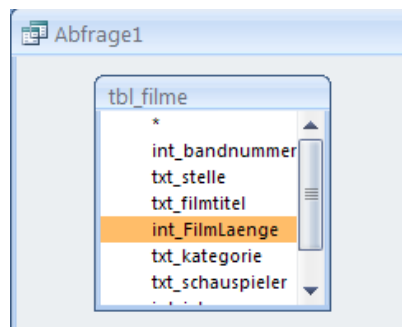 Abfrage1
tbl_filme
*
int_bandnummer
txt_stelle
txt_filmtitel
int_FilmLaenge
txt_kategorie
txt_schauspieler